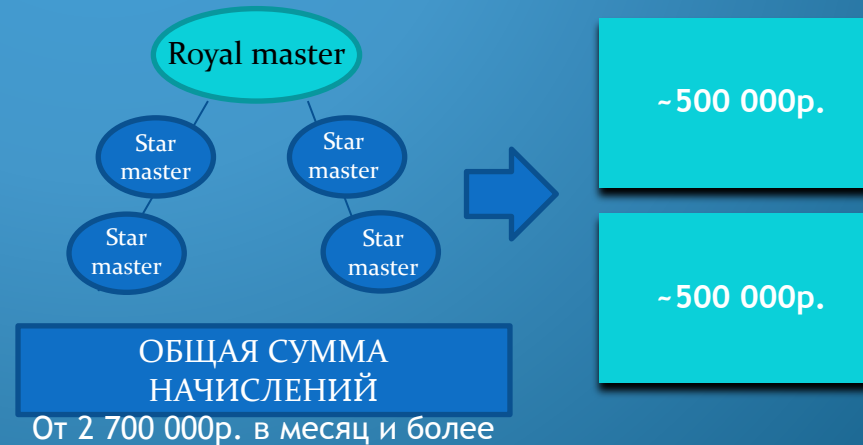 Royal master
Star
master
Star
master
Star
master
Star
master
~500 000р.
~500 000р.
ОБЩАЯ СУММА
НАЧИСЛЕНИЙ
От 2 700 000р. в месяц и более